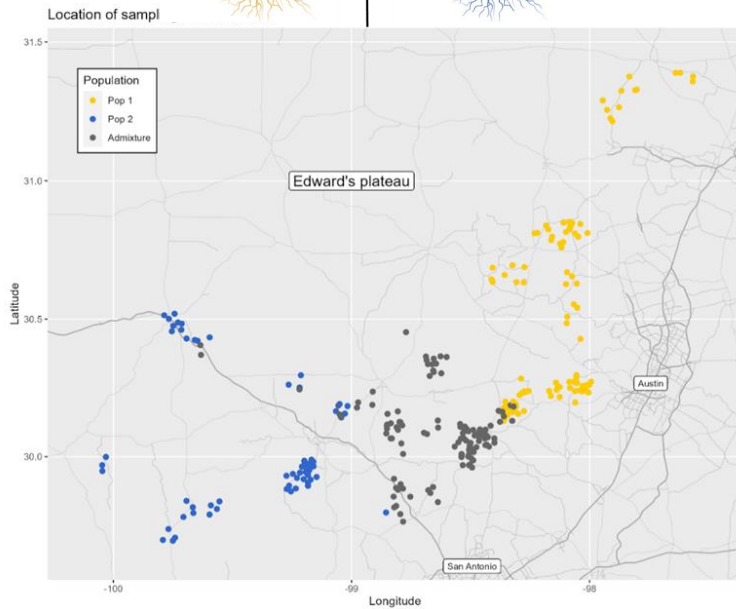 Location of sampl
31.5
31.0
30.5
30.0
Latitude
Population
Pop 1
Pop 2
Admixture
Edward's plateau
Austin
San Antonio
-100
-99
-98
Longitude